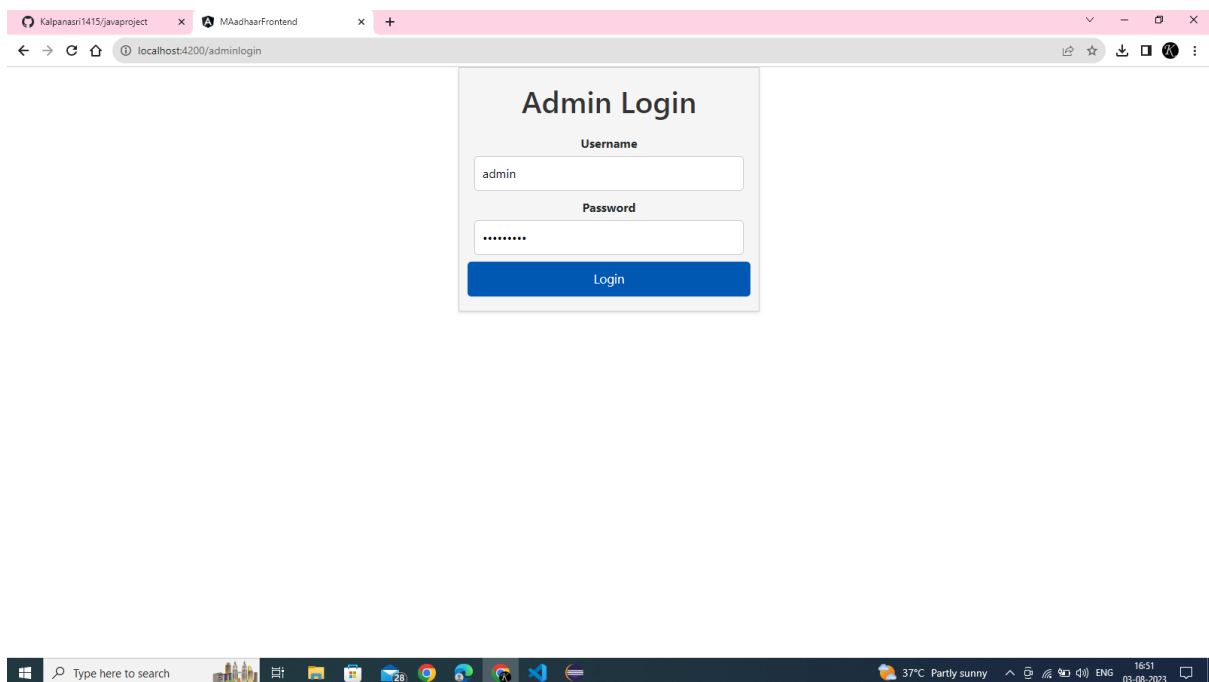 Kalpanasri1415/javaproject
MAadhaarFrontend
localhost:4200/adminlogin
Admin Login
Username
admin
Password
Login
Type here to search
28
37°C Partly sunny
ENG
16:51
03-08-2023